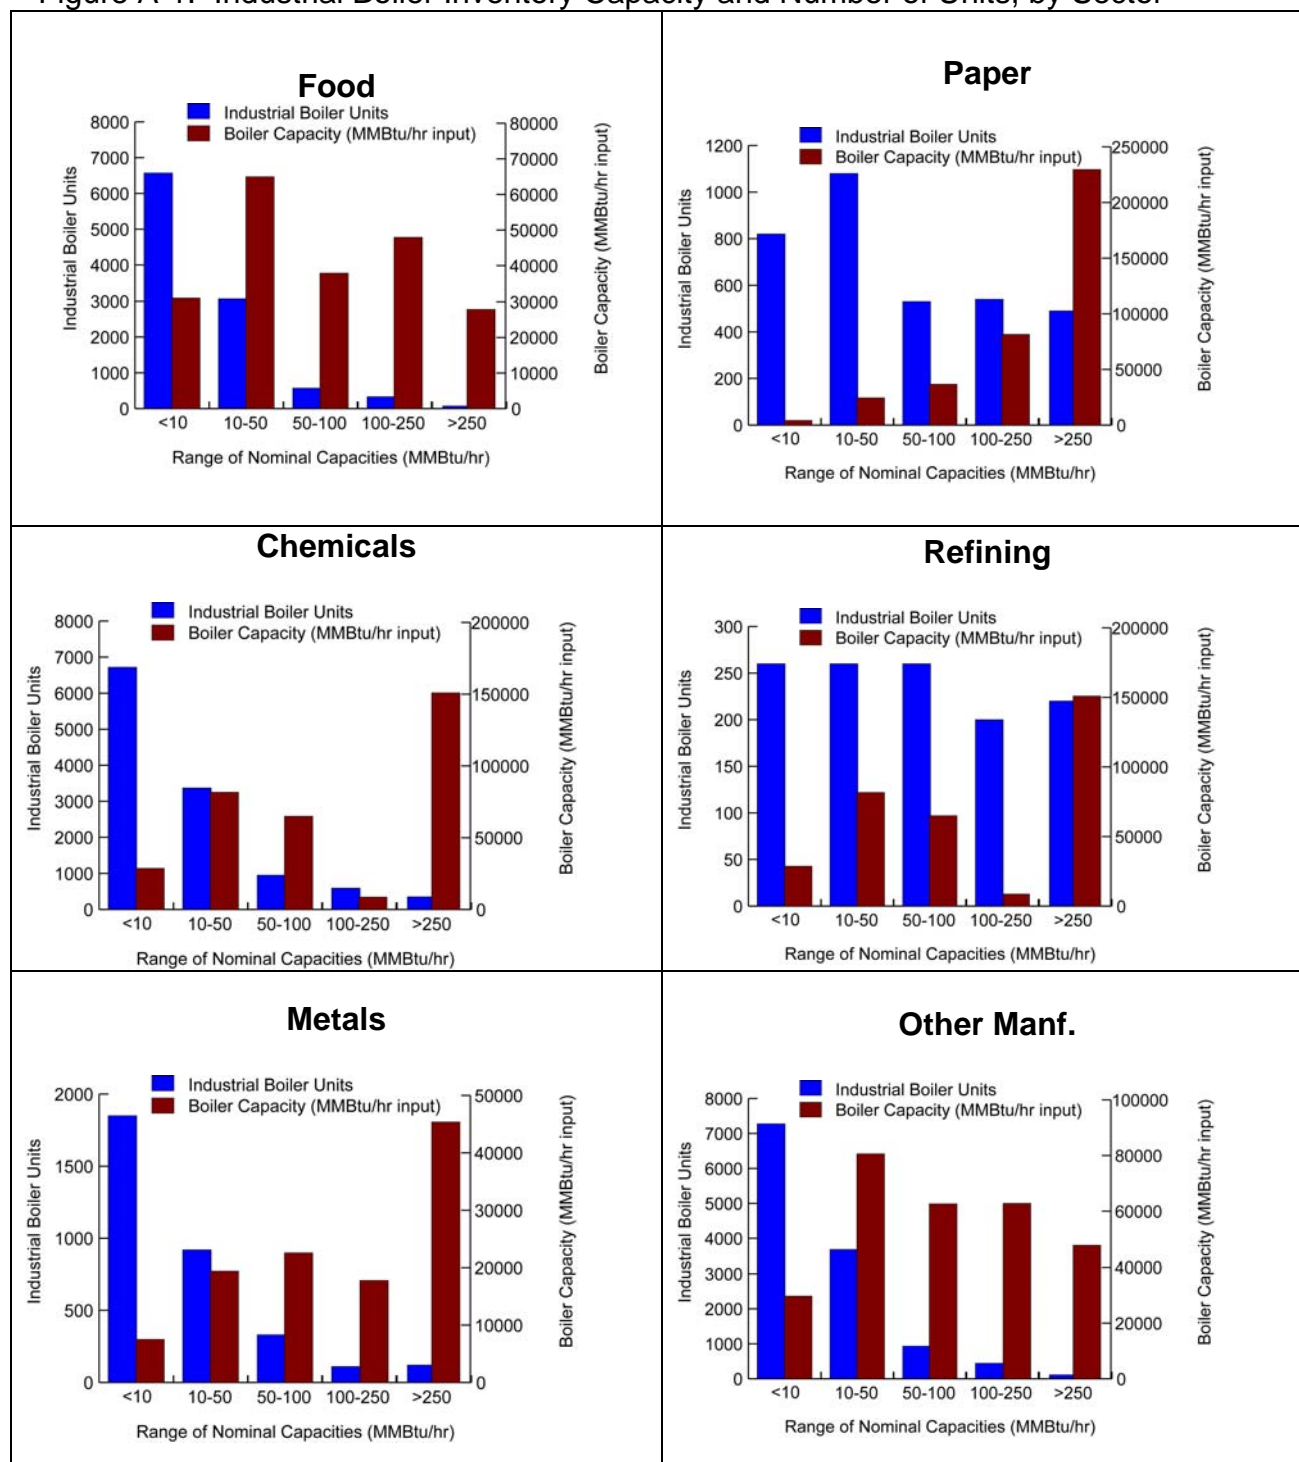 Figure A-1. Industrial Boiler Inventory Capacity and Number of Units, by Sector
Food
Industrial Boiler Units
Boiler Capacity (MMBtu/hr input)
8000
7000
6000
5000
4000
3000
2000
1000
0
80000
70000
60000
50000
40000
30000
20000
10000
0
Industrial Boiler Units
Boiler Capacity (MMBtu/hr input)
<10 10-50 50-100 100-250 >250
Range of Nominal Capacities (MMBtu/hr)
Paper
Industrial Boiler Units
Boiler Capacity (MMBtu/hr input)
1200
1000
800
600
400
200
0
250000
200000
150000
100000
50000
0
Industrial Boiler Units
Boiler Capacity (MMBtu/hr input)
<10 10-50 50-100 100-250 >250
Range of Nominal Capacities (MMBtu/hr)
Chemicals
Industrial Boiler Units
Boiler Capacity (MMBtu/hr input)
8000
7000
6000
5000
4000
3000
2000
1000
0
200000
150000
100000
50000
0
Industrial Boiler Units
Boiler Capacity (MMBtu/hr input)
<10 10-50 50-100 100-250 >250
Range of Nominal Capacities (MMBtu/hr)
Refining
Industrial Boiler Units
Boiler Capacity (MMBtu/hr input)
300
250
200
150
100
50
0
200000
150000
100000
50000
0
Industrial Boiler Units
Boiler Capacity (MMBtu/hr input)
<10 10-50 50-100 100-250 >250
Range of Nominal Capacities (MMBtu/hr)
Metals
Industrial Boiler Units
Boiler Capacity (MMBtu/hr input)
2000
1500
1000
500
0
50000
40000
30000
20000
10000
0
Industrial Boiler Units
Boiler Capacity (MMBtu/hr input)
<10 10-50 50-100 100-250 >250
Range of Nominal Capacities (MMBtu/hr)
Other Manf.
Industrial Boiler Units
Boiler Capacity (MMBtu/hr input)
8000
7000
6000
5000
4000
3000
2000
1000
0
100000
80000
60000
40000
20000
0
Industrial Boiler Units
Boiler Capacity (MMBtu/hr input)
<10 10-50 50-100 100-250 >250
Range of Nominal Capacities (MMBtu/hr)